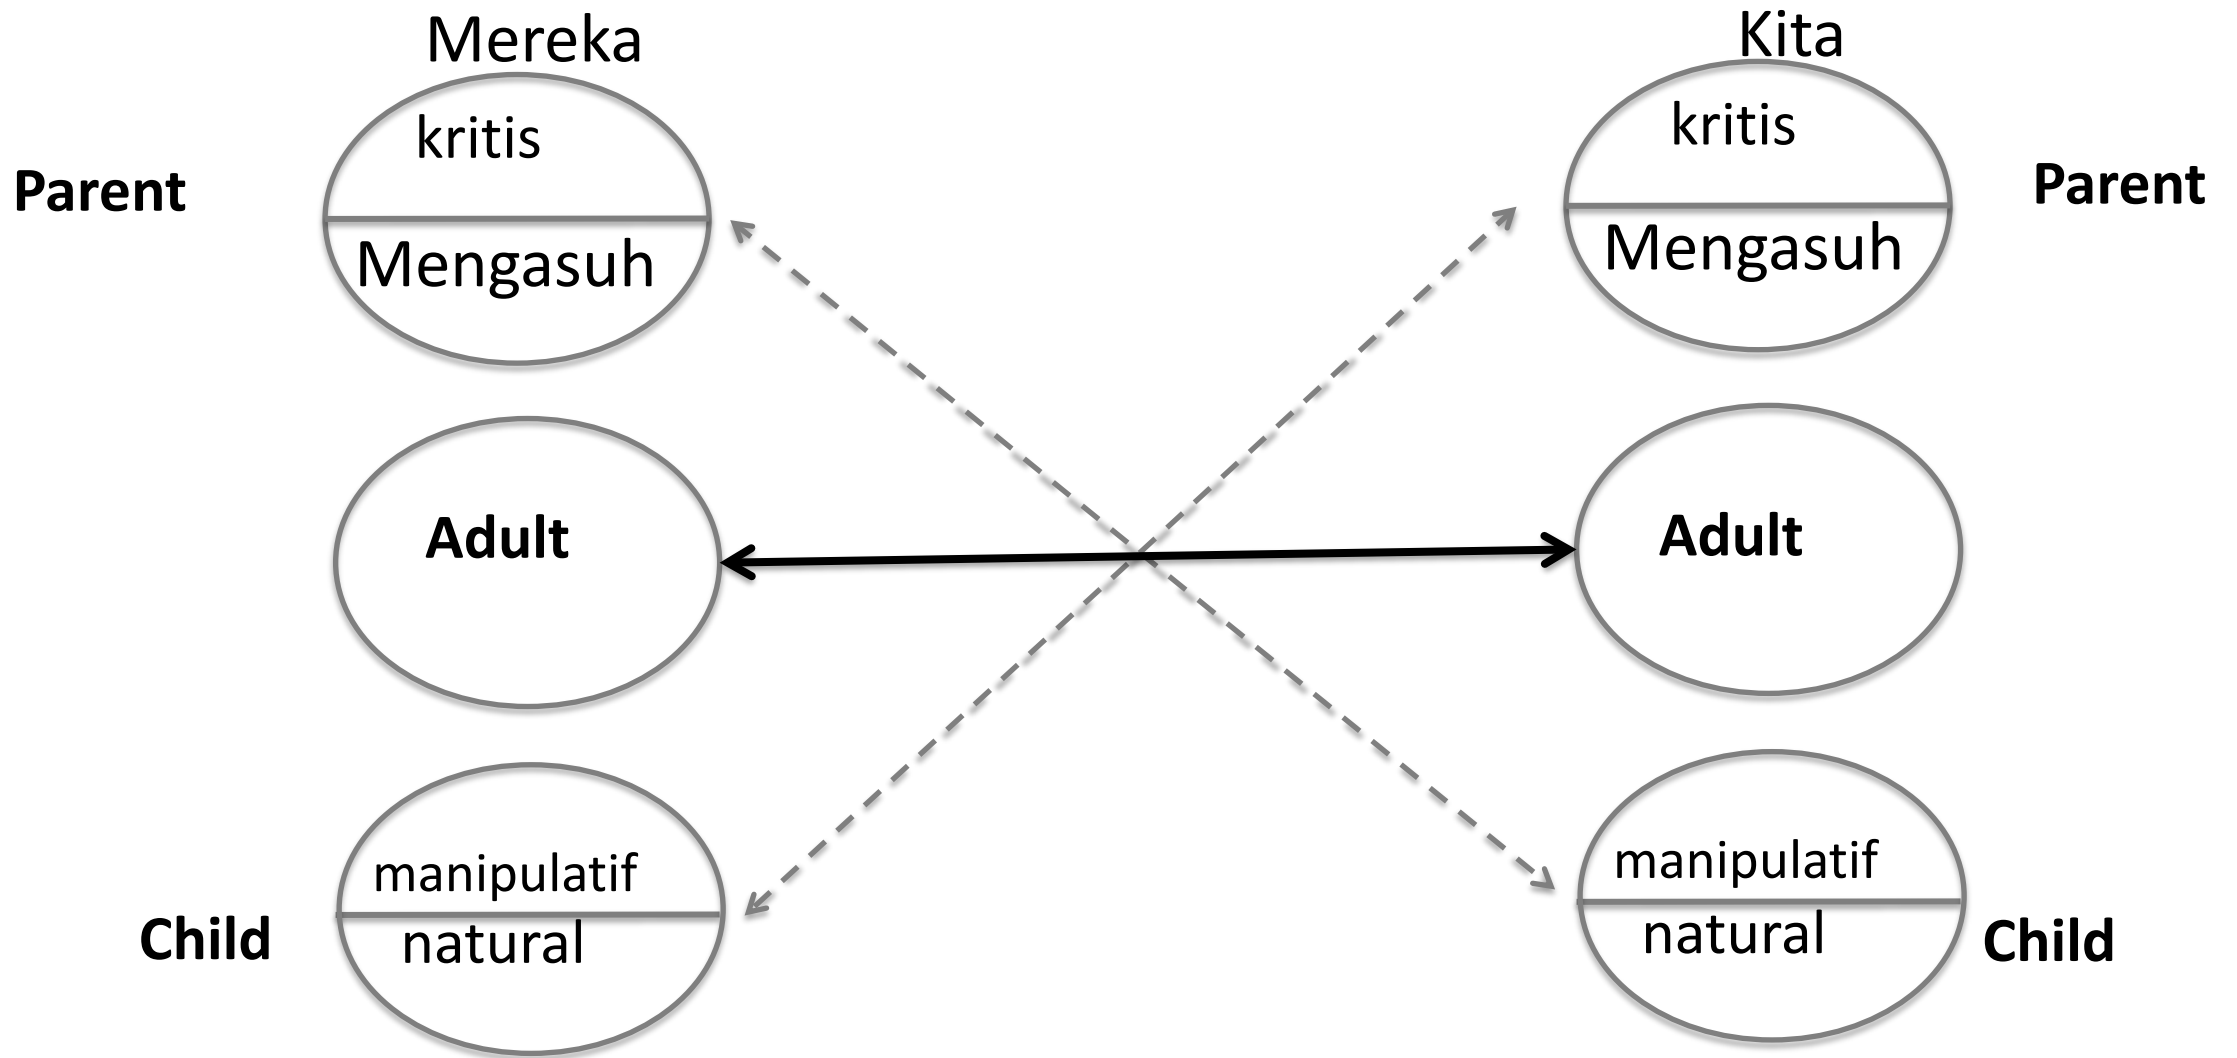 Mereka
Kita
kritis
kritis
Parent
Parent
Mengasuh
Mengasuh
Adult
Adult
manipulatif
manipulatif
natural
natural
Child
Child